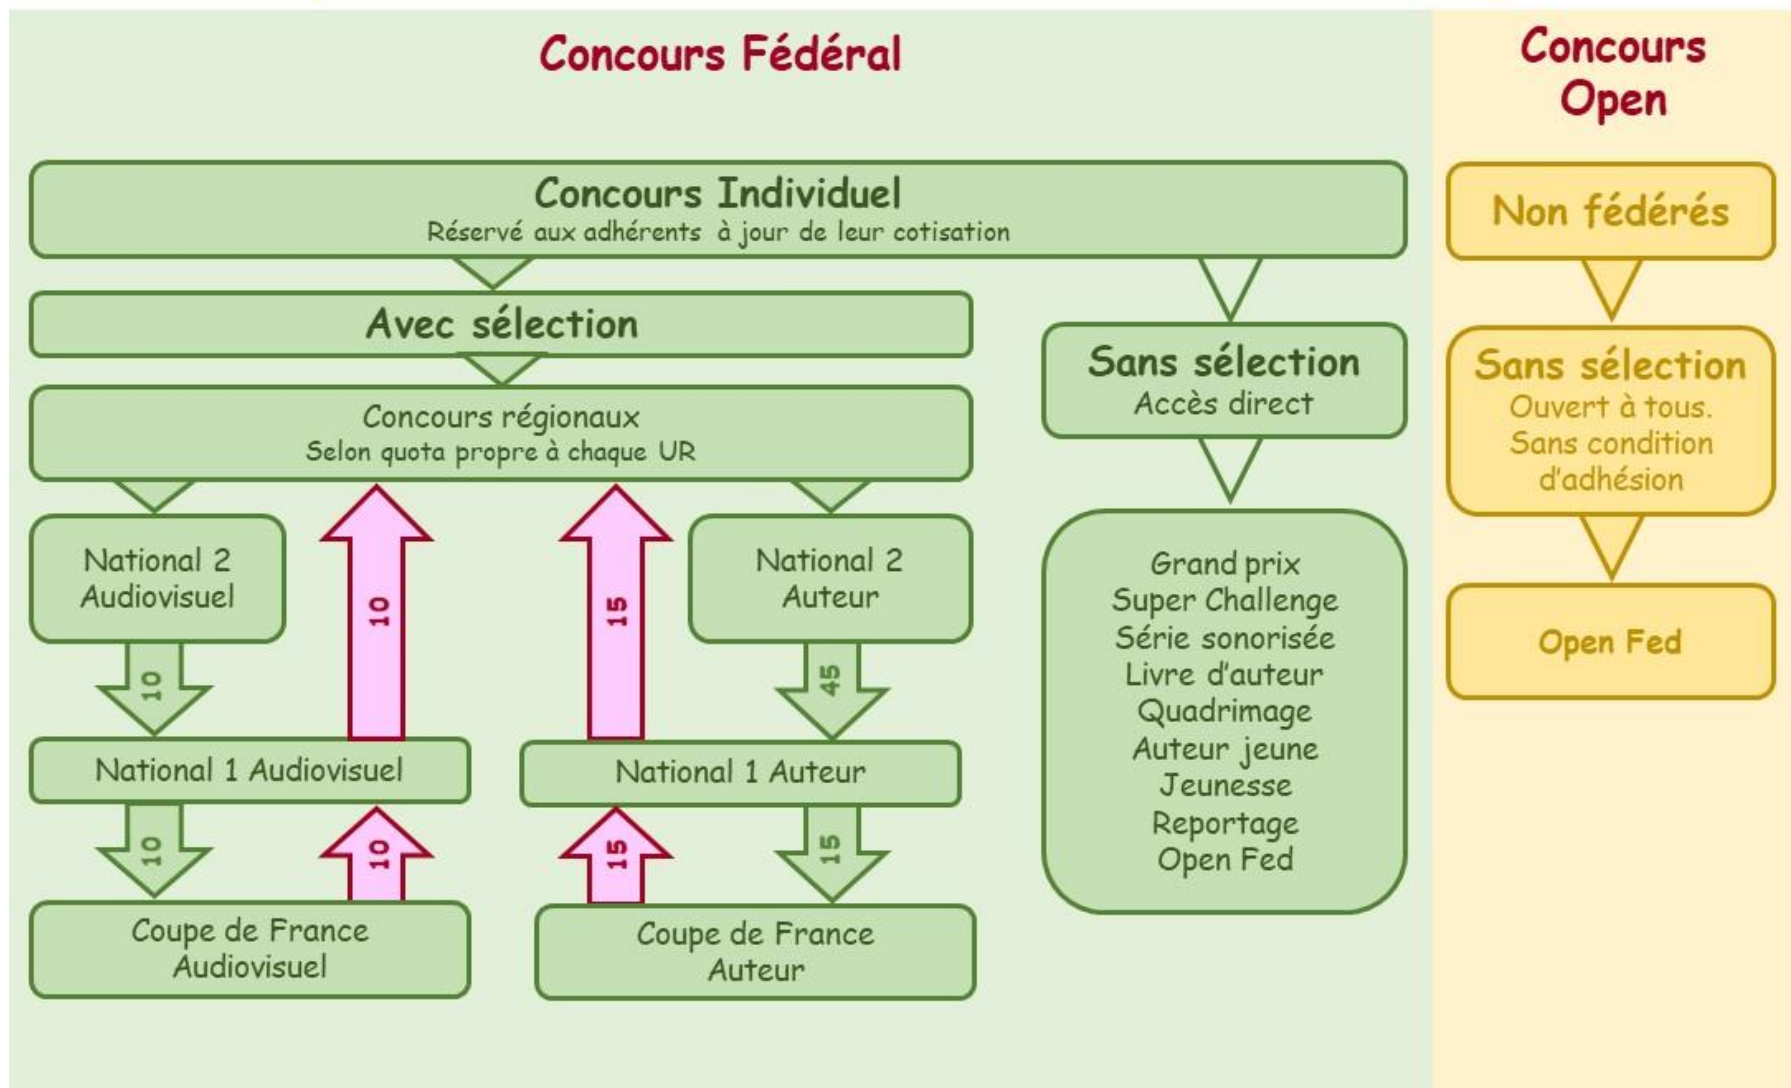 Concours Fédéral
Concours
Open
Concours Individuel
Réservé aux adhérents à jour de leur cotisation
Non fédérés
Avec sélection
Sans sélection
Accès direct
Sans sélection
Ouvert à tous.
Sans condition
d'adhésion
Concours régionaux
Selon quota propre à chaque UR
National 2
Audiovisuel
10
15
National 2
Auteur
10
45
National 1 Audiovisuel
National 1 Auteur
10
10
15
15
Coupe de France
Audiovisuel
Coupe de France
Auteur
Grand prix
Super Challenge
Série sonorisée
Livre d'auteur
Quadrimage
Auteur jeune
Jeunesse
Reportage
Open Fed
Open Fed